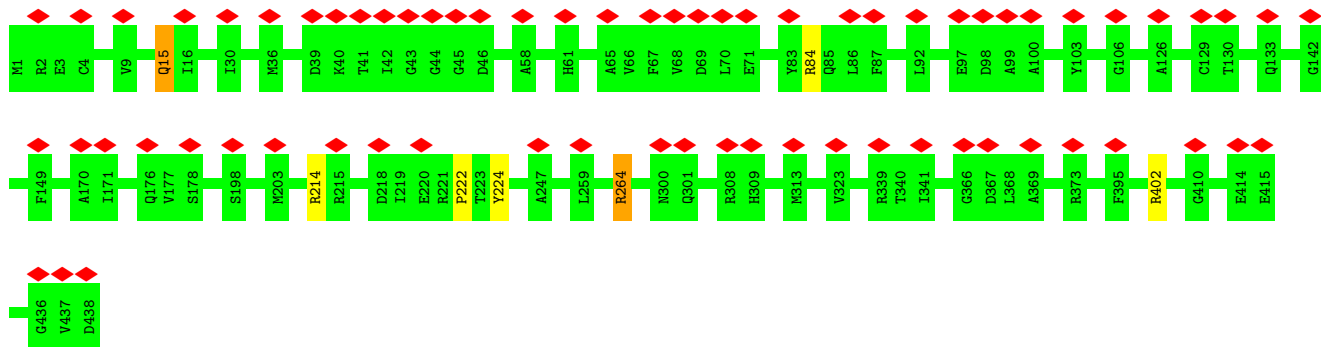 M1 R2 E3 C4 V9 Q15 I16 I30 M36 D39 K40 T41 I42 G43 G44 G45 D46 A58 H61 A65 V66 F67 V68 D69 L70 E71 Y83 R84 Q85 L86 F87 L92 E97 D98 A99 A100 Y103 G106 A126 C129 T130 Q133 G142
F149 A170 I171 Q176 V177 S178 S198 M203 R214 R215 D218 I219 E220 R221 P222 T223 Y224 A247 L259 R264 N300 Q301 R308 H309 M313 V323 R339 T340 I341 G366 D367 L368 A369 R373 F395 R402 G410 E414 E415
G436 V437 D438